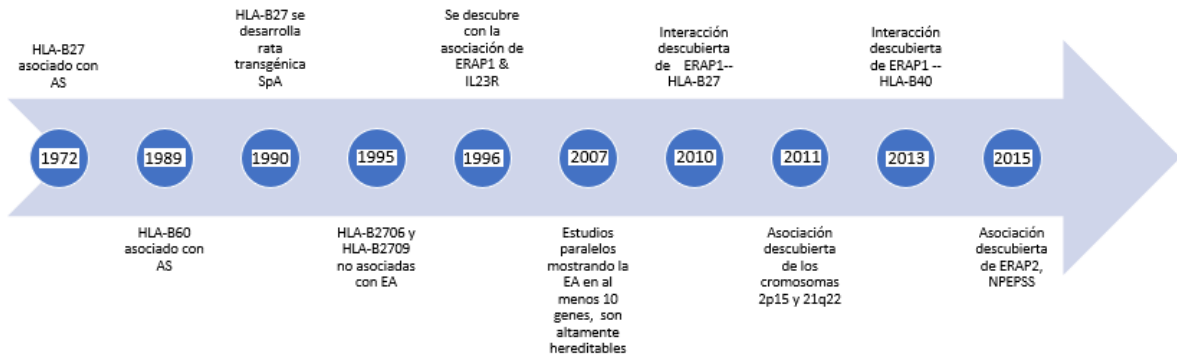 HLA-B27
asociado con
AS
HLA-B27 se
desarrolla
rata
transgénica
SpA
Se descubre
con la
asociación de
ERAP1 &
IL23R
Interacción
descubierta
de ERAP1--
HLA-B27
Interacción
descubierta
de ERAP1 --
HLA-B40
1972
1989
1990
1995
1996
2007
2010
2011
2013
2015
HLA-B60
asociado con
AS
HLA-B2706 y
HLA-B2709
no asociadas
con EA
Estudios
paralelos
mostrando la
EA en al
menos 10
genes, son
altamente
hereditables
Asociación
descubierta
de los
cromosomas
2p15 y 21q22
Asociación
descubierta
de ERAP2,
NPEPSS